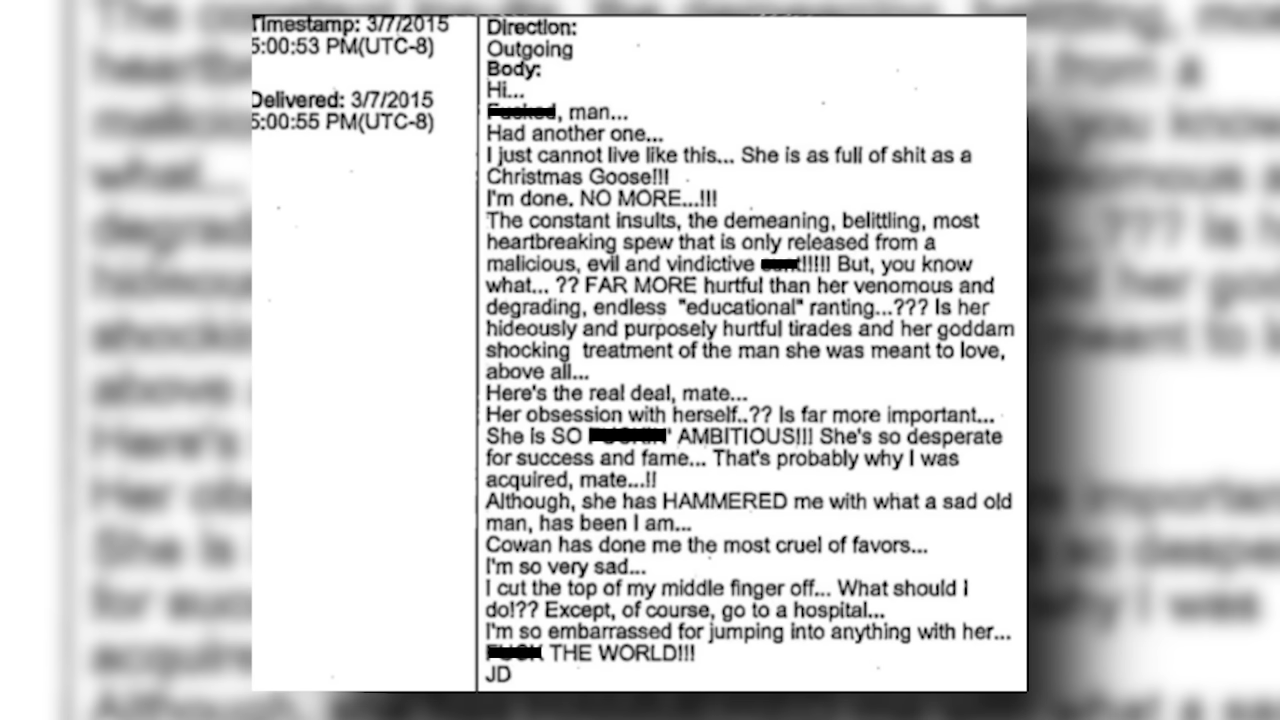 Timestamp: 3/7/2015
5:00:53 PM(UTC-8)
Delivered: 3/7/2015
5:00:55 PM(UTC-8)
Direction:
Outgoing
Body:
Hi...
, man...
Had another one...
I just cannot live like this... She is as full of shit as a
Christmas Goose!!!
I'm done. NO MORE...!!!
The constant insults, the demeaning, belittling, most
heartbreaking spew that is only released from a
malicious, evil and vindictive !!!!! But, you know
what... ?? FAR MORE hurtful than her venomous and
degrading, endless "educational" ranting...??? Is her
hideously and purposely hurtful tirades and her goddam
shocking treatment of the man she was meant to love,
above all...
Here's the real deal, mate...
Her obsession with herself..?? Is far more important...
She is SO ' AMBITIOUS!!! She's so desperate
for success and fame... That's probably why I was
acquired, mate...!!
Although, she has HAMMERED me with what a sad old
man, has been I am...
Cowan has done me the most cruel of favors...
I'm so very sad...
I cut the top of my middle finger off... What should I
do!?? Except, of course, go to a hospital...
I'm so embarrassed for jumping into anything with her...
THE WORLD!!!
JD